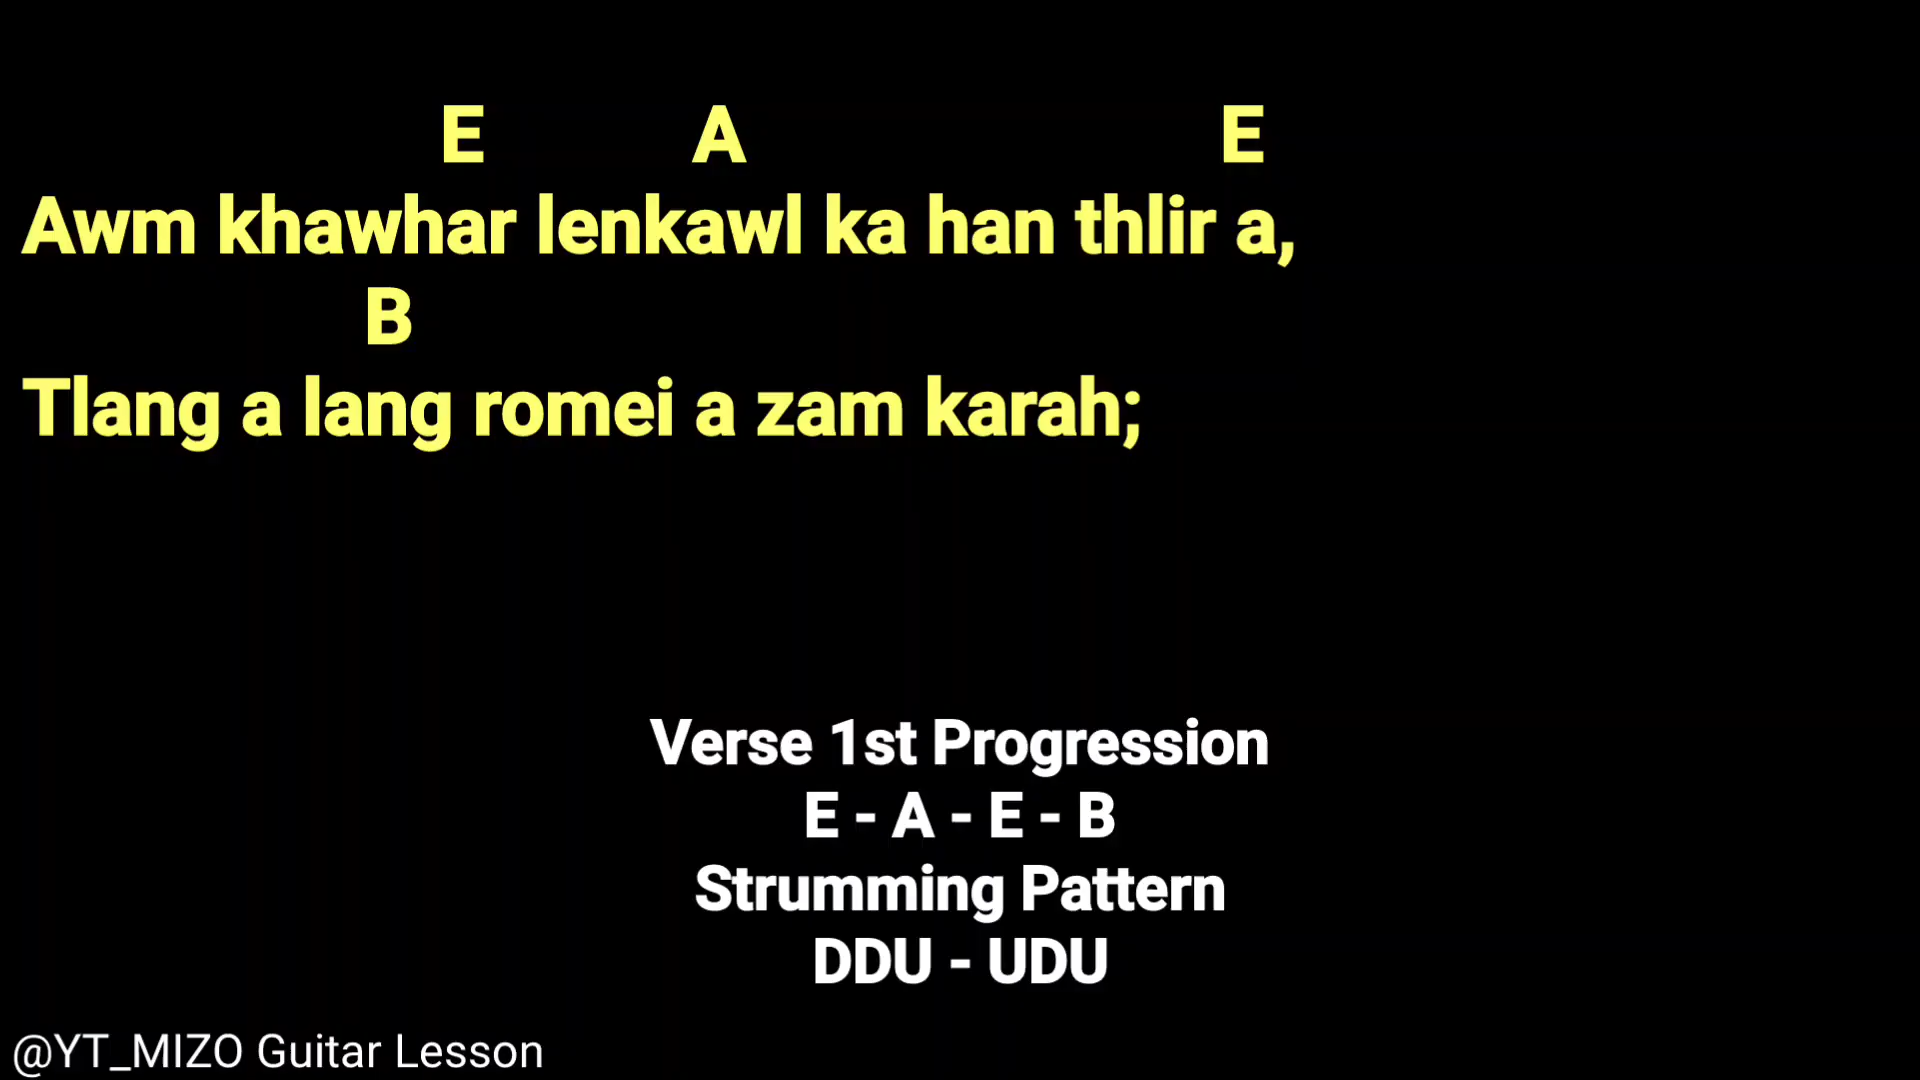 E A E
Awm khawhar lenkawl ka han thlir a,
B
Tlang a lang romei a zam karah;
Verse 1st Progression
E - A - E - B
Strumming Pattern
DDU - UDU
@YT_MIZO Guitar Lesson